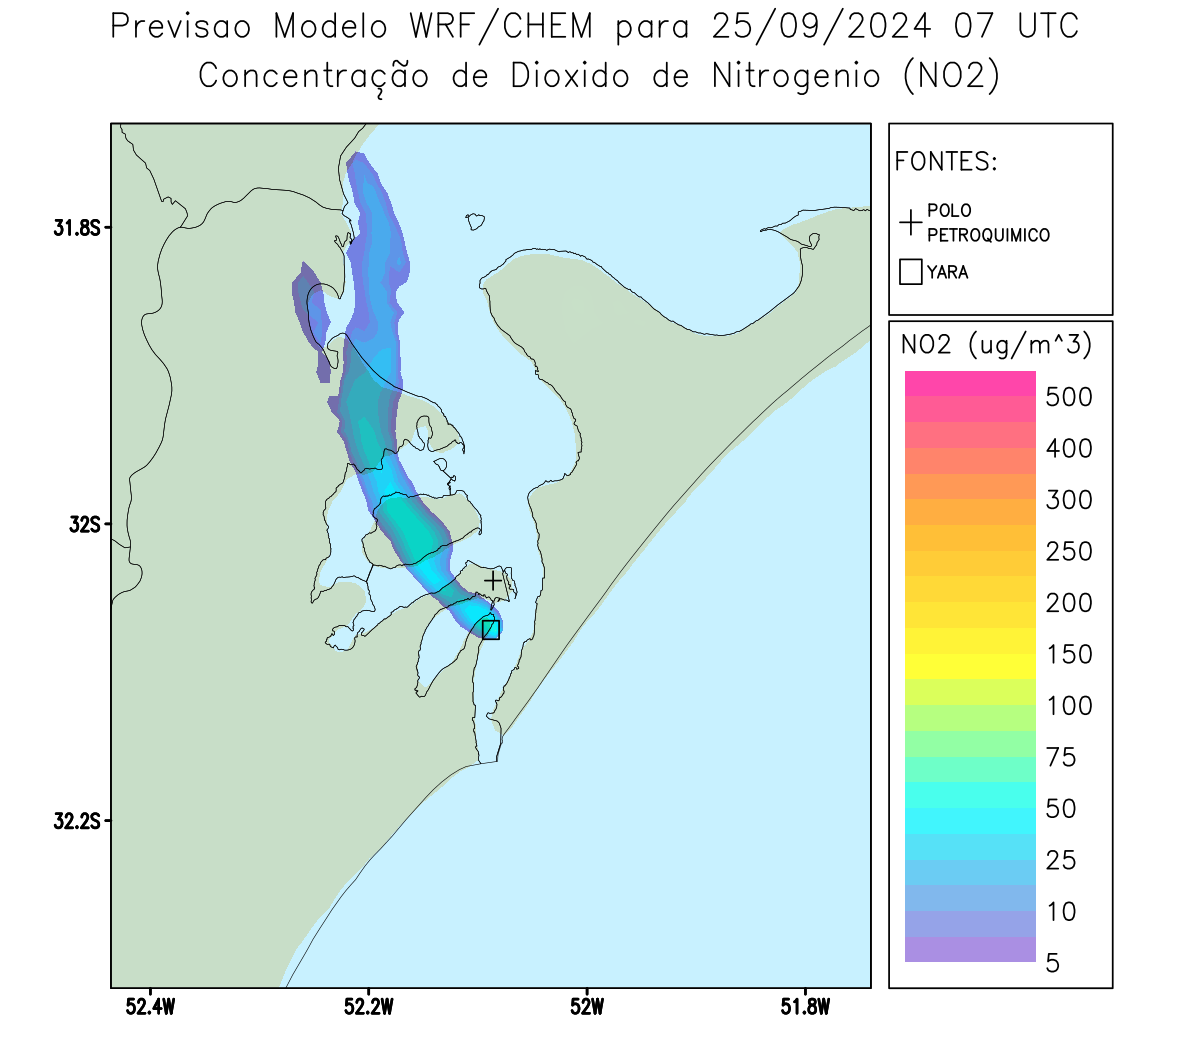 Previsao Modelo WRF/CHEM para 25/09/2024 07 UTC
Concentração de Dioxido de Nitrogenio (NO2)
FONTES:
POLO
PETROQUIMICO
YARA
NO2 (ug/m^3)
500
400
300
250
200
150
100
75
50
25
10
5
31.8S
32S
32.2S
52.4W
52.2W
52W
51.8W